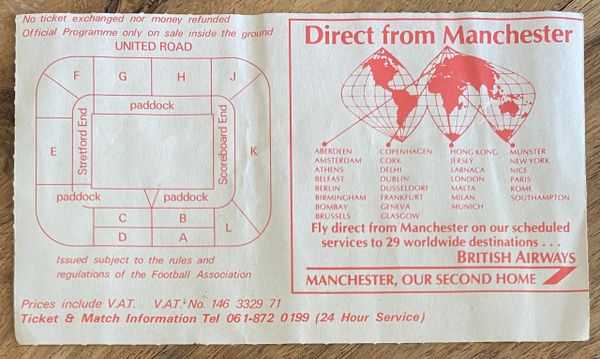 No ticket exchanged nor money refunded
Official Programme only on sale inside the ground
UNITED ROAD
F
G
H
J
paddock
Stretford End
Scoreboard End
E
K
paddock
paddock
C
B
L
D
A
Issued subject to the rules and
regulations of the Football Association
Prices include V.A.T. V.A.T. No. 146 3329 71
Ticket & Match Information Tel 061-872 0199 (24 Hour Service)
Direct from Manchester
ABERDEEN
AMSTERDAM
ATHENS
BELFAST
BERLIN
BIRMINGHAM
BOMBAY
BRUSSELS
COPENHAGEN
CORK
DELHI
DUBLIN
DUSSELDORF
FRANKFURT
GENEVA
GLASGOW
HONG KONG
JERSEY
LARNACA
LONDON
MALTA
MILAN
MUNICH
MUNSTER
NEW YORK
NICE
PARIS
ROME
SOUTHAMPTON
Fly direct from Manchester on our scheduled
services to 29 worldwide destinations . . .
BRITISH AIRWAYS
MANCHESTER, OUR SECOND HOME